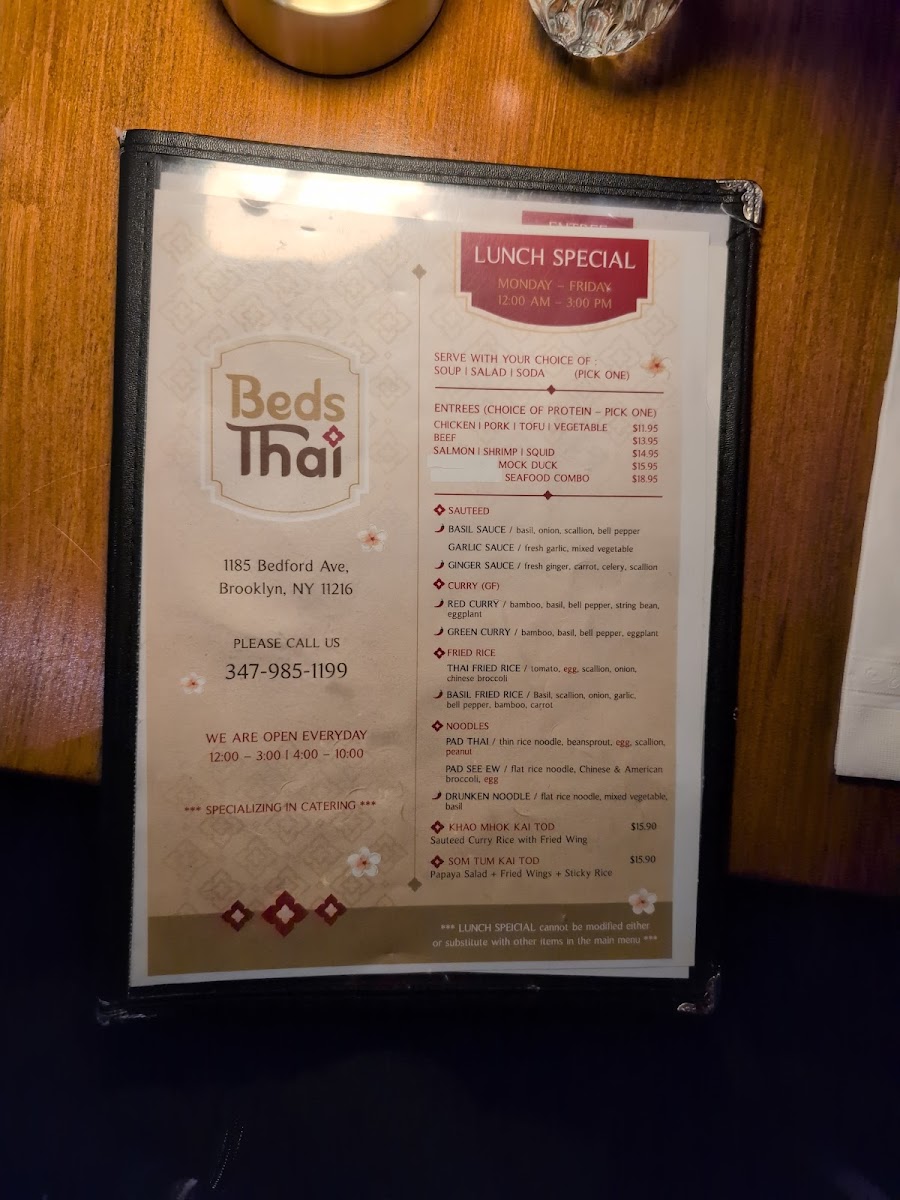 Beds
Thai
1185 Bedford Ave,
Brooklyn, NY 11216
PLEASE CALL US
347-985-1199
WE ARE OPEN EVERYDAY
12:00 – 3:00 | 4:00 – 10:00
*** SPECIALIZING IN CATERING ***
LUNCH SPECIAL
MONDAY – FRIDAY
12:00 AM – 3:00 PM
SERVE WITH YOUR CHOICE OF :
SOUP | SALAD | SODA (PICK ONE)
ENTREES (CHOICE OF PROTEIN – PICK ONE)
CHICKEN | PORK | TOFU | VEGETABLE $11.95
BEEF $13.95
SALMON | SHRIMP | SQUID $14.95
MOCK DUCK $15.95
SEAFOOD COMBO $18.95
SAUTEED
BASIL SAUCE / basil, onion, scallion, bell pepper
GARLIC SAUCE / fresh garlic, mixed vegetable
GINGER SAUCE / fresh ginger, carrot, celery, scallion
CURRY (GF)
RED CURRY / bamboo, basil, bell pepper, string bean,
eggplant
GREEN CURRY / bamboo, basil, bell pepper, eggplant
FRIED RICE
THAI FRIED RICE / tomato, egg, scallion, onion,
chinese broccoli
BASIL FRIED RICE / Basil, scallion, onion, garlic,
bell pepper, bamboo, carrot
NOODLES
PAD THAI / thin rice noodle, beansprout, egg, scallion,
peanut
PAD SEE EW / flat rice noodle, Chinese & American
broccoli, egg
DRUNKEN NOODLE / flat rice noodle, mixed vegetable,
basil
KHAO MHOK KAI TOD $15.90
Sauteed Curry Rice with Fried Wing
SOM TUM KAI TOD $15.90
Papaya Salad + Fried Wings + Sticky Rice
*** LUNCH SPEICIAL cannot be modified either
or substitute with other items in the main menu ***